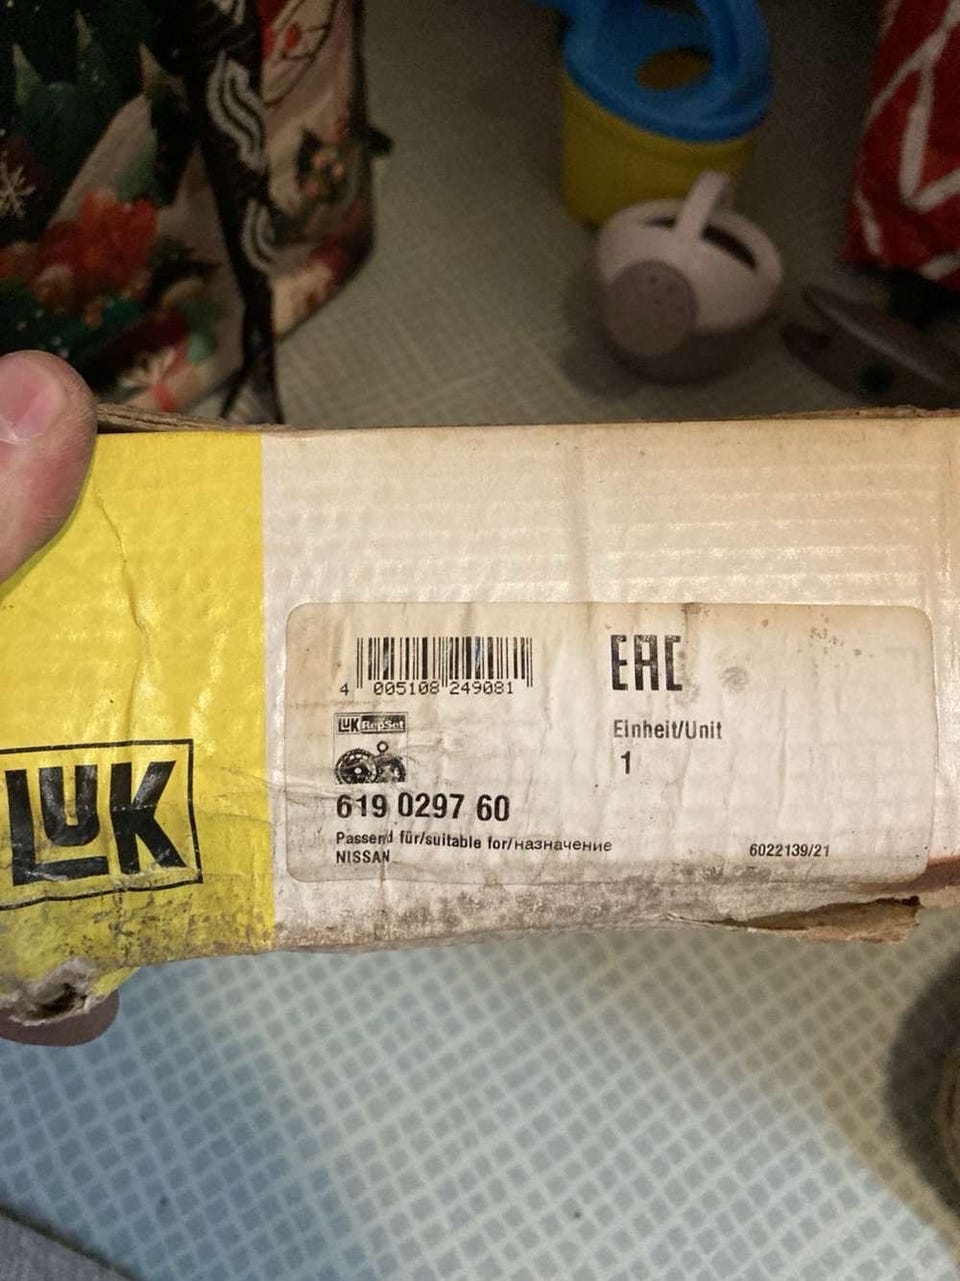 LUK
4 005108 249081
EAC
LUK RepSet
Einheit/Unit
1
619 0297 60
Passend für/suitable for/назначение
NISSAN
6022139/21